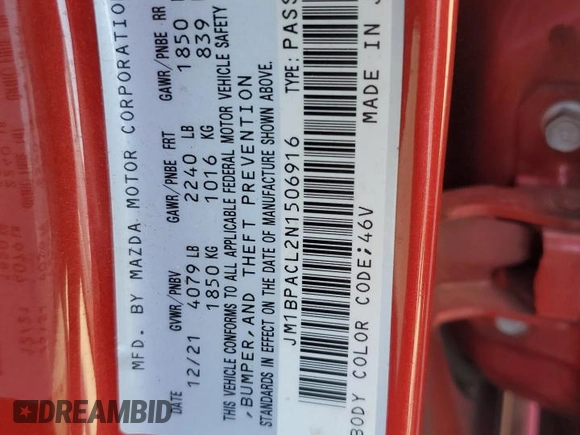 MFD. BY MAZDA MOTOR CORPORATION
DATE GVWR/PNBV GAWR/PNBE FRT GAWR/PNBE RR
12/21 4079 LB 2240 LB 1850
1850 KG 1016 KG 839
THIS VEHICLE CONFORMS TO ALL APPLICABLE FEDERAL MOTOR VEHICLE SAFETY
, BUMPER, AND THEFT PREVENTION
STANDARDS IN EFFECT ON THE DATE OF MANUFACTURE SHOWN ABOVE.
JM1BPACL2N1506916 TYPE: PASS
MADE IN J
BODY COLOR CODE;46V
DREAMBID